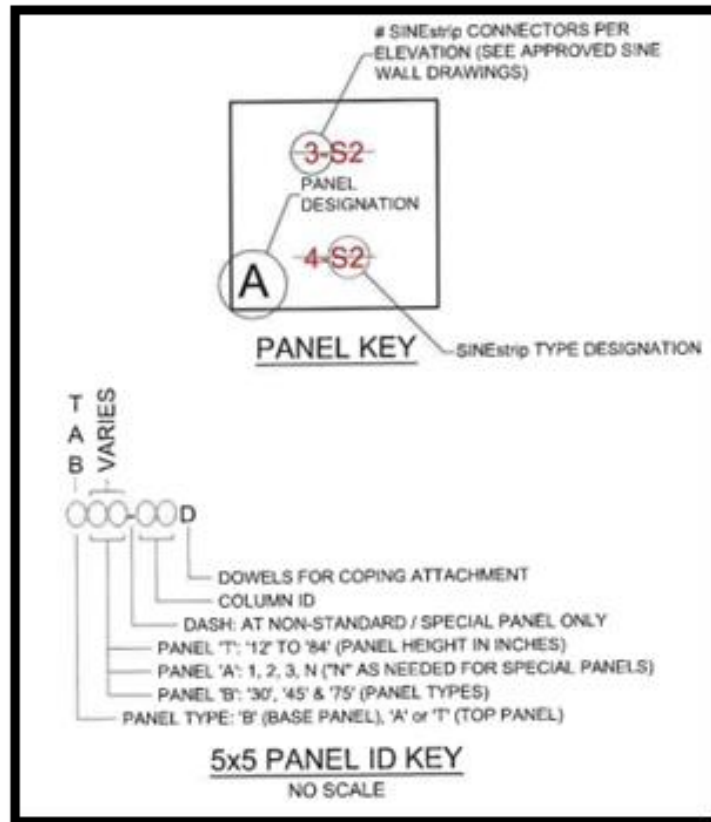 # SINEstrip CONNECTORS PER
ELEVATION (SEE APPROVED SINE
WALL DRAWINGS)
3-S2
PANEL
DESIGNATION
4-S2
A
PANEL KEY
SINEstrip TYPE DESIGNATION
T
A
B
VARIES
D
DOWELS FOR COPING ATTACHMENT
COLUMN ID
DASH: AT NON-STANDARD / SPECIAL PANEL ONLY
PANEL 'T': '12" TO '84' (PANEL HEIGHT IN INCHES)
PANEL 'A': 1, 2, 3, N ("N" AS NEEDED FOR SPECIAL PANELS)
PANEL 'B': '30', '45' & '75' (PANEL TYPES)
PANEL TYPE: 'B' (BASE PANEL), 'A' or 'T' (TOP PANEL)
5x5 PANEL ID KEY
NO SCALE